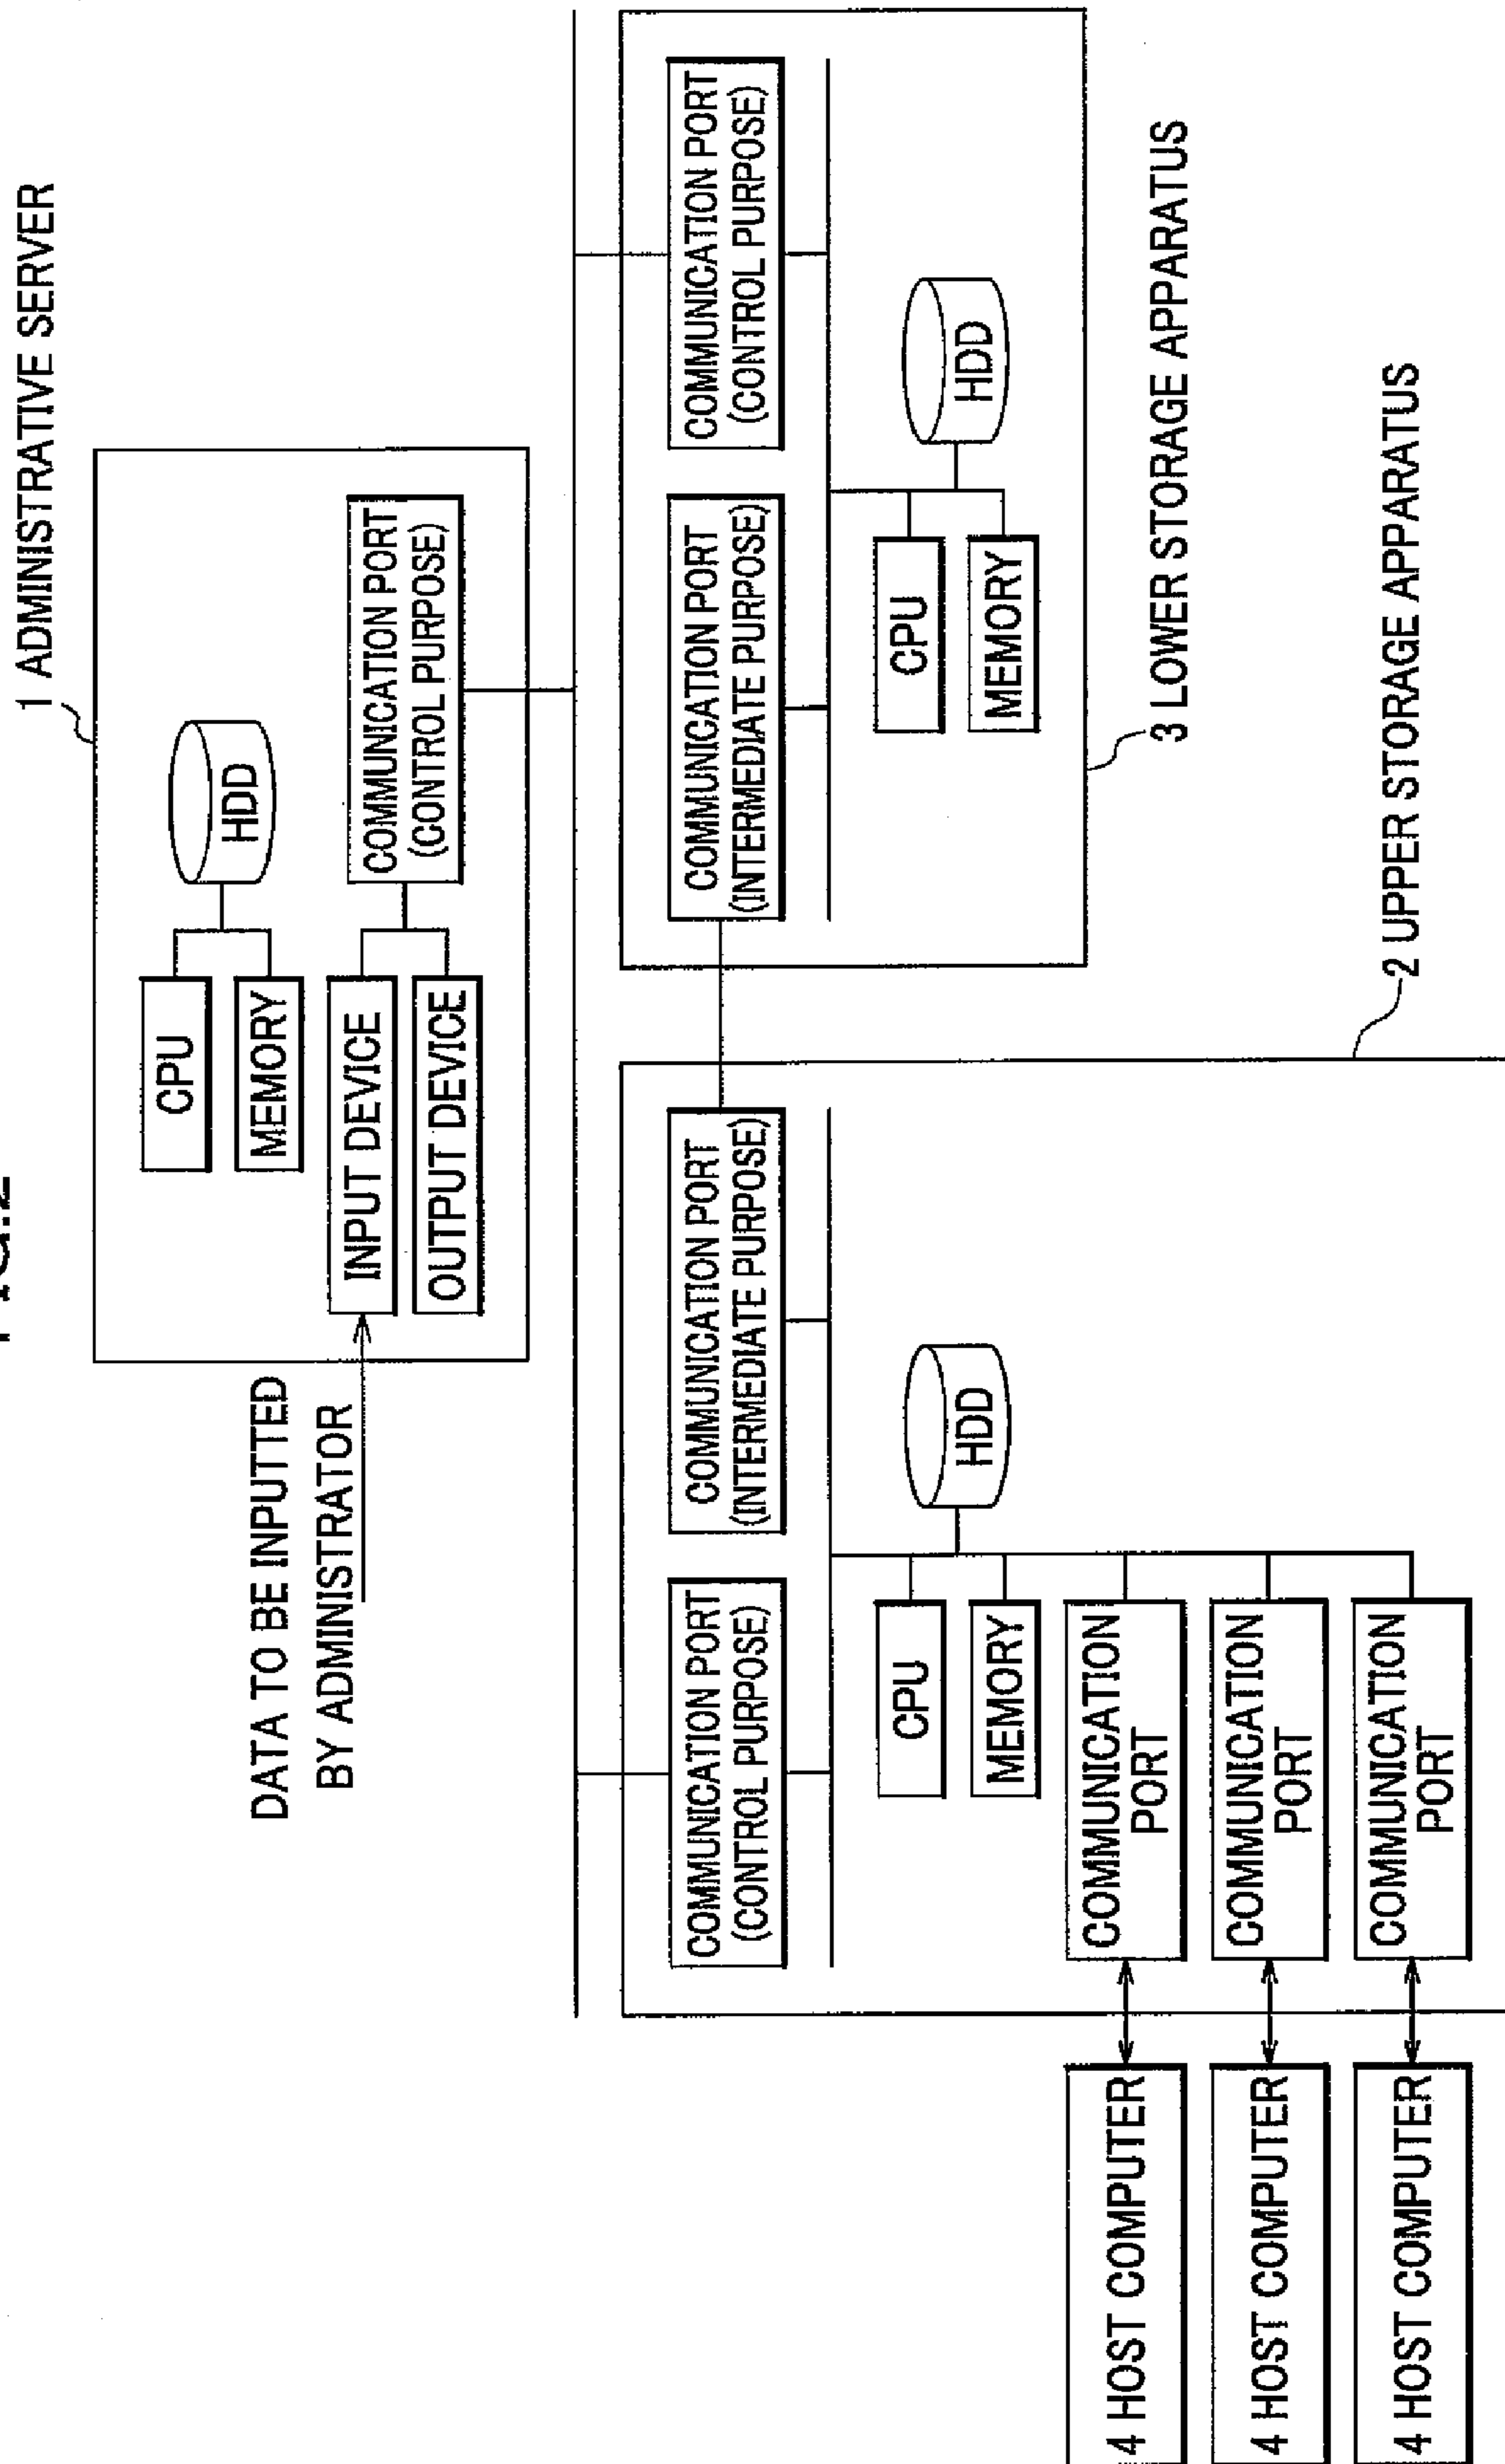 FIG.2
1 ADMINISTRATIVE SERVER
CPU
MEMORY
HDD
INPUT DEVICE
OUTPUT DEVICE
COMMUNICATION PORT
(CONTROL PURPOSE)
DATA TO BE INPUTTED
BY ADMINISTRATOR
COMMUNICATION PORT
(CONTROL PURPOSE)
COMMUNICATION PORT
(INTERMEDIATE PURPOSE)
CPU
MEMORY
HDD
COMMUNICATION
PORT
COMMUNICATION
PORT
COMMUNICATION
PORT
4 HOST COMPUTER
4 HOST COMPUTER
4 HOST COMPUTER
2 UPPER STORAGE APPARATUS
COMMUNICATION PORT
(INTERMEDIATE PURPOSE)
COMMUNICATION PORT
(CONTROL PURPOSE)
CPU
MEMORY
HDD
3 LOWER STORAGE APPARATUS